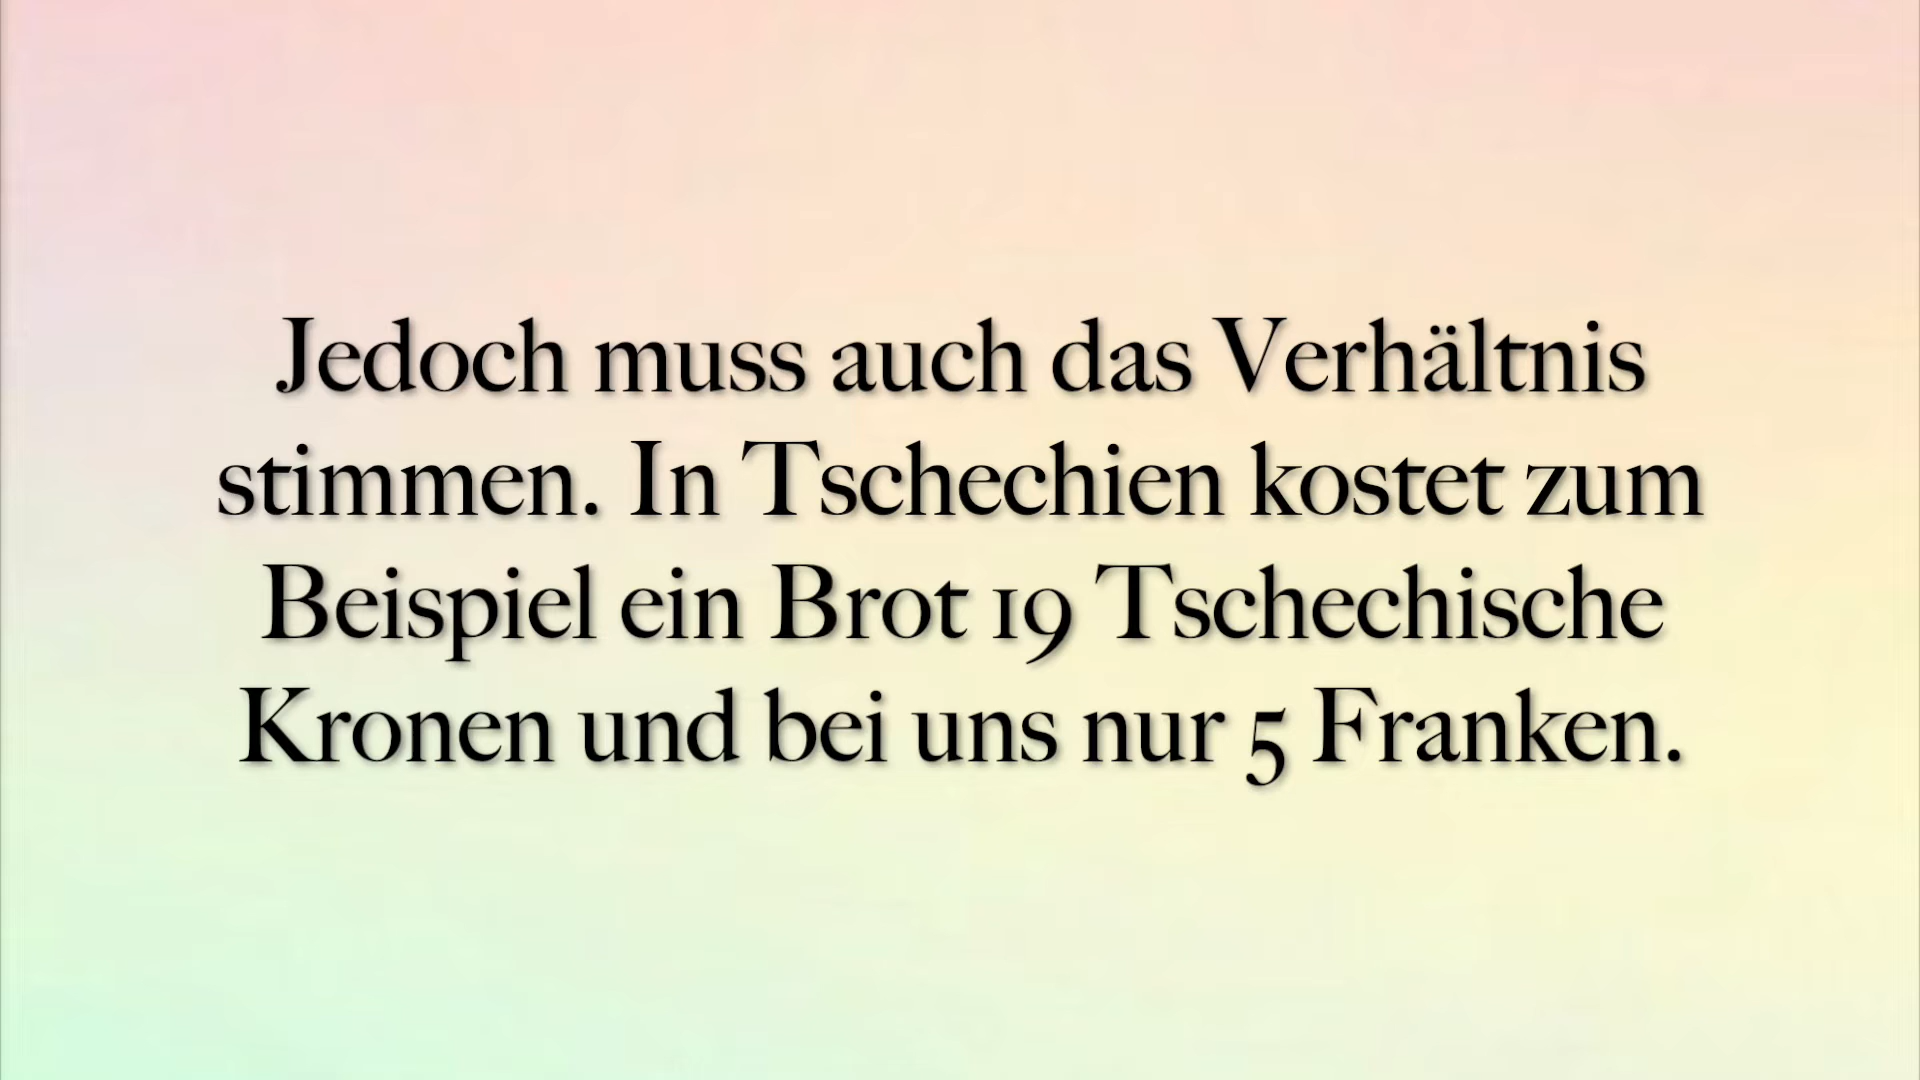 Jedoch muss auch das Verhältnis
stimmen. In Tschechien kostet zum
Beispiel ein Brot 19 Tschechische
Kronen und bei uns nur 5 Franken.